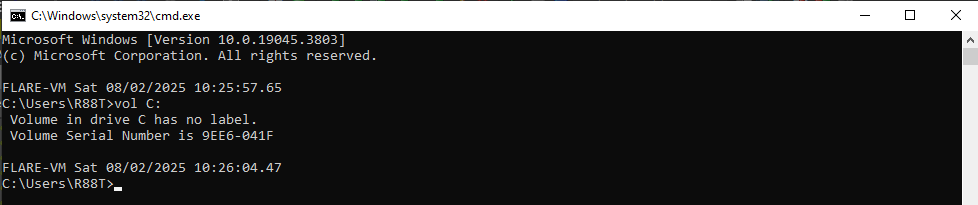 C:\Windows\system32\cmd.exe
Microsoft Windows [Version 10.0.19045.3803]
(c) Microsoft Corporation. All rights reserved.
FLARE-VM Sat 08/02/2025 10:25:57.65
C:\Users\R88T>vol C:
Volume in drive C has no label.
Volume Serial Number is 9EE6-041F
FLARE-VM Sat 08/02/2025 10:26:04.47
C:\Users\R88T>